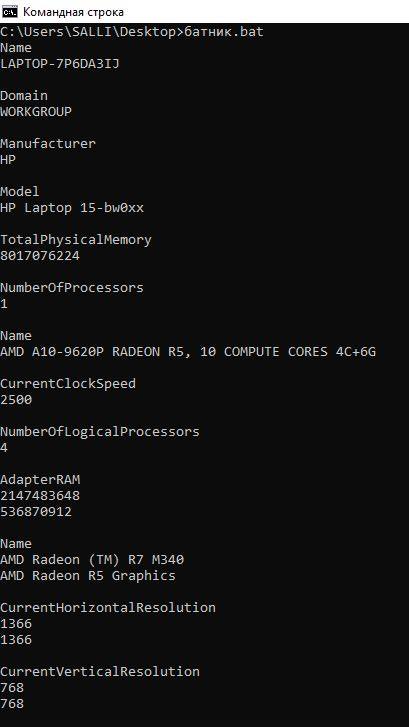 Командная строка
C:\Users\SALLI\Desktop>батник.bat
Name
LAPTOP-7P6DA3IJ
Domain
WORKGROUP
Manufacturer
HP
Model
HP Laptop 15-bw0xx
TotalPhysicalMemory
8017076224
NumberOfProcessors
1
Name
AMD A10-9620P RADEON R5, 10 COMPUTE CORES 4C+6G
CurrentClockSpeed
2500
NumberOfLogicalProcessors
4
AdapterRAM
2147483648
536870912
Name
AMD Radeon (TM) R7 M340
AMD Radeon R5 Graphics
CurrentHorizontalResolution
1366
1366
CurrentVerticalResolution
768
768